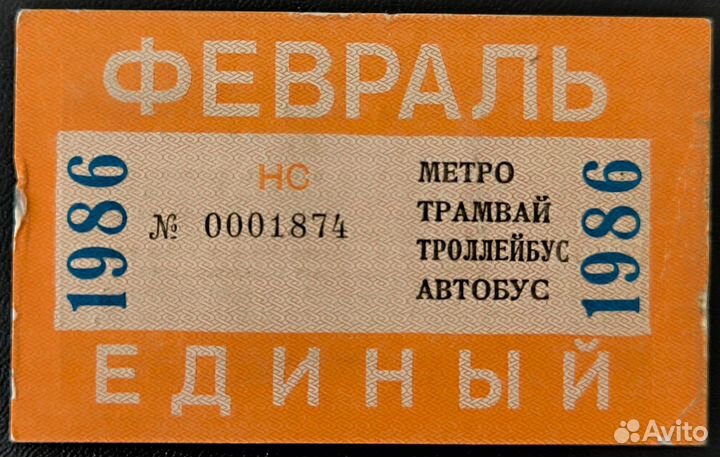 ФЕВРАЛЬ
1986
НС
№ 0001874
МЕТРО
ТРАМВАЙ
ТРОЛЛЕЙБУС
АВТОБУС
1986
ЕДИНЫЙ
Avito